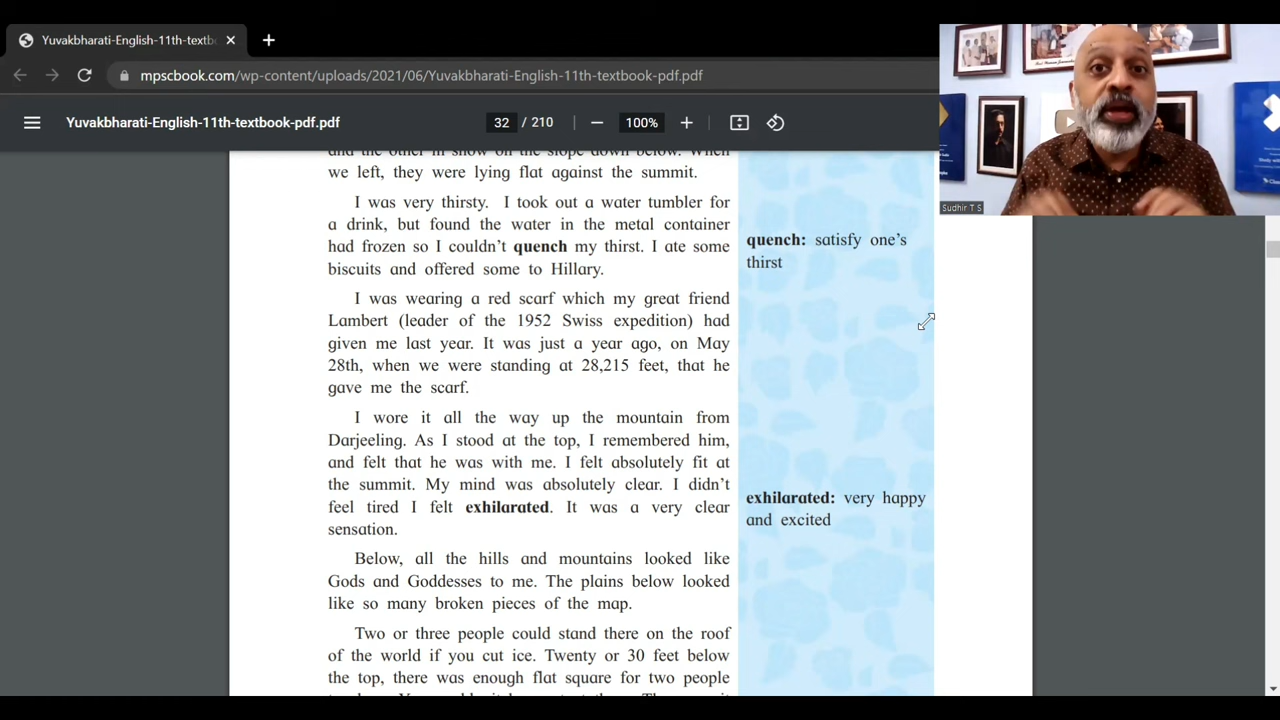 Yuvakbharati-English-11th-textb
mpscbook.com/wp-content/uploads/2021/06/Yuvakbharati-English-11th-textbook-pdf.pdf
Yuvakbharati-English-11th-textbook-pdf.pdf
32 / 210
100%
and the other in snow on the slope down below. When
we left, they were lying flat against the summit.
I was very thirsty. I took out a water tumbler for
a drink, but found the water in the metal container
had frozen so I couldn’t quench my thirst. I ate some
biscuits and offered some to Hillary.
quench: satisfy one’s
thirst
I was wearing a red scarf which my great friend
Lambert (leader of the 1952 Swiss expedition) had
given me last year. It was just a year ago, on May
28th, when we were standing at 28,215 feet, that he
gave me the scarf.
I wore it all the way up the mountain from
Darjeeling. As I stood at the top, I remembered him,
and felt that he was with me. I felt absolutely fit at
the summit. My mind was absolutely clear. I didn’t
feel tired I felt exhilarated. It was a very clear
sensation.
exhilarated: very happy
and excited
Below, all the hills and mountains looked like
Gods and Goddesses to me. The plains below looked
like so many broken pieces of the map.
Two or three people could stand there on the roof
of the world if you cut ice. Twenty or 30 feet below
the top, there was enough flat square for two people
Sudhir T S